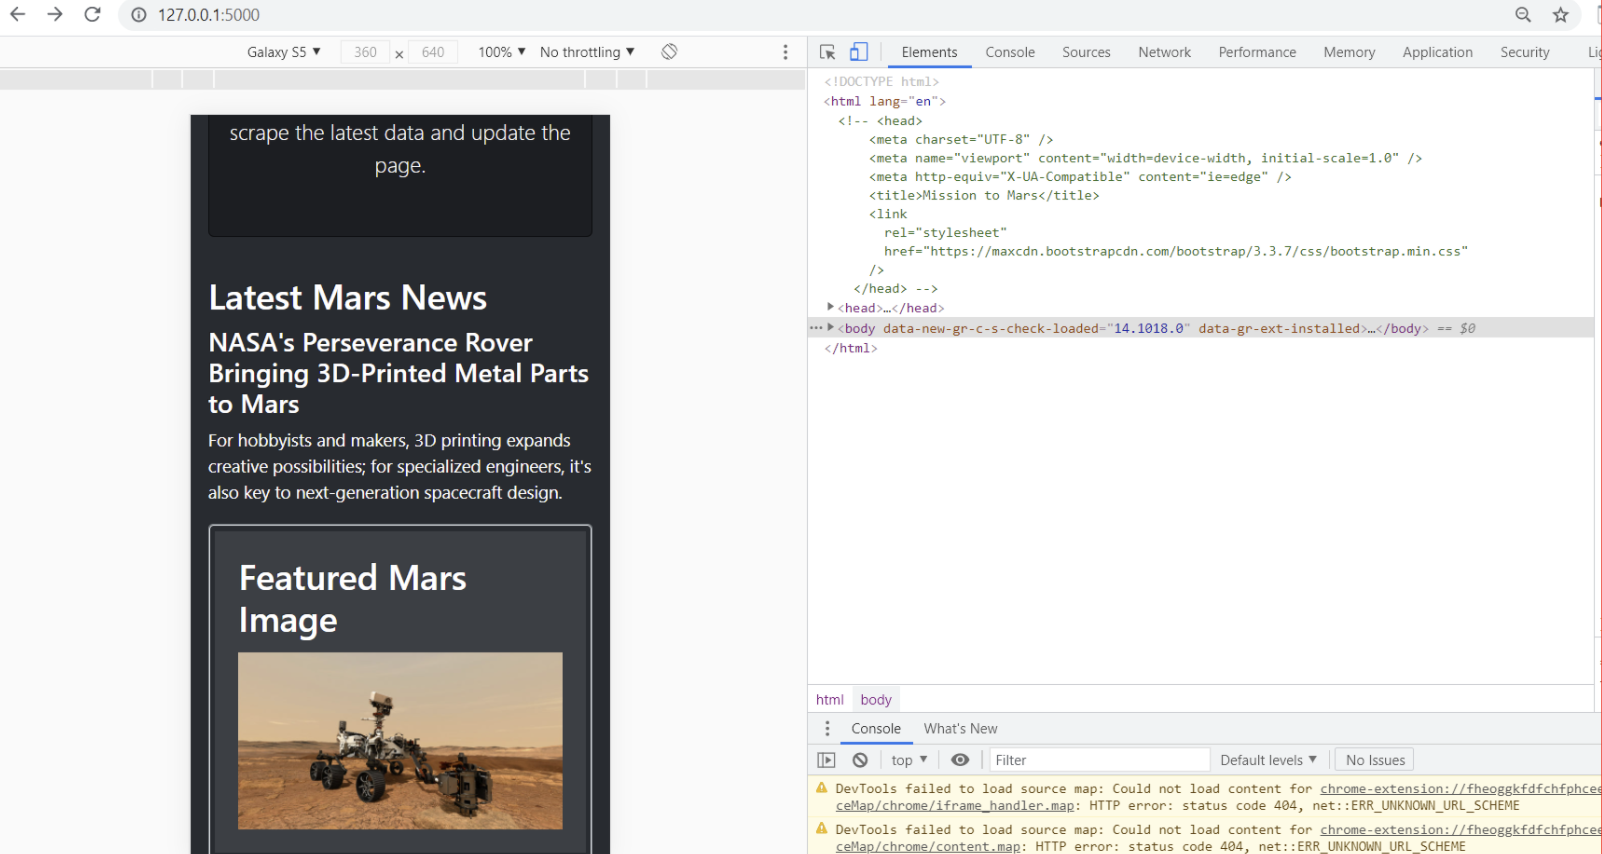 127.0.0.1:5000
Galaxy S5 ▼ 360 × 640 100% ▼ No throttling ▼
Elements Console Sources Network Performance Memory Application Security
scrape the latest data and update the
page.
Latest Mars News
NASA's Perseverance Rover
Bringing 3D-Printed Metal Parts
to Mars
For hobbyists and makers, 3D printing expands
creative possibilities; for specialized engineers, it's
also key to next-generation spacecraft design.
Featured Mars
Image
<!DOCTYPE html>
<html lang="en">
<!-- <head>
<meta charset="UTF-8" />
<meta name="viewport" content="width=device-width, initial-scale=1.0" />
<meta http-equiv="X-UA-Compatible" content="ie=edge" />
<title>Mission to Mars</title>
<link
rel="stylesheet"
href="https://maxcdn.bootstrapcdn.com/bootstrap/3.3.7/css/bootstrap.min.css"
/>
</head> -->
<head>…</head>
<body data-new-gr-c-s-check-loaded="14.1018.0" data-gr-ext-installed>…</body> == $0
</html>
html body
Console What's New
top ▼ Filter Default levels ▼ No Issues
DevTools failed to load source map: Could not load content for chrome-extension://fheoggkfdfchfphcee
ceMap/chrome/iframe_handler.map: HTTP error: status code 404, net::ERR_UNKNOWN_URL_SCHEME
DevTools failed to load source map: Could not load content for chrome-extension://fheoggkfdfchfphcee
ceMap/chrome/content.map: HTTP error: status code 404, net::ERR_UNKNOWN_URL_SCHEME